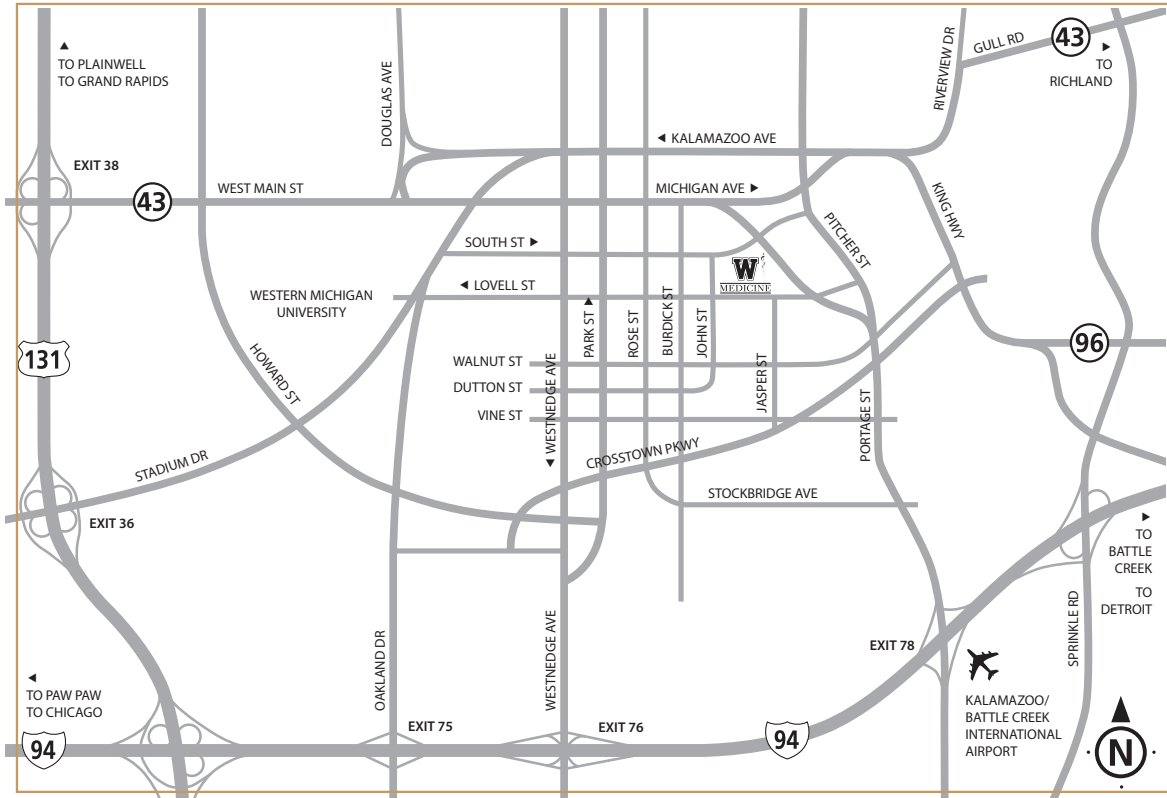 TO PLAINWELL
TO GRAND RAPIDS
DOUGLAS AVE
RIVERVIEW DR
GULL RD
43
TO
RICHLAND
EXIT 38
KALAMAZOO AVE
43
WEST MAIN ST
MICHIGAN AVE
KING HWY
PITCHER ST
SOUTH ST
W
MEDICINE
LOVELL ST
WESTERN MICHIGAN
UNIVERSITY
PARK ST
ROSE ST
BURDICK ST
JOHN ST
131
HOWARD ST
96
WALNUT ST
DUTTON ST
VINE ST
WESTNEDGE AVE
JASPER ST
PORTAGE ST
CROSSTOWN PKWY
STADIUM DR
STOCKBRIDGE AVE
EXIT 36
TO
BATTLE
CREEK
TO
DETROIT
SPRINKLE RD
EXIT 78
OAKLAND DR
WESTNEDGE AVE
TO PAW PAW
TO CHICAGO
KALAMAZOO/
BATTLE CREEK
INTERNATIONAL
AIRPORT
EXIT 75
EXIT 76
94
94
N